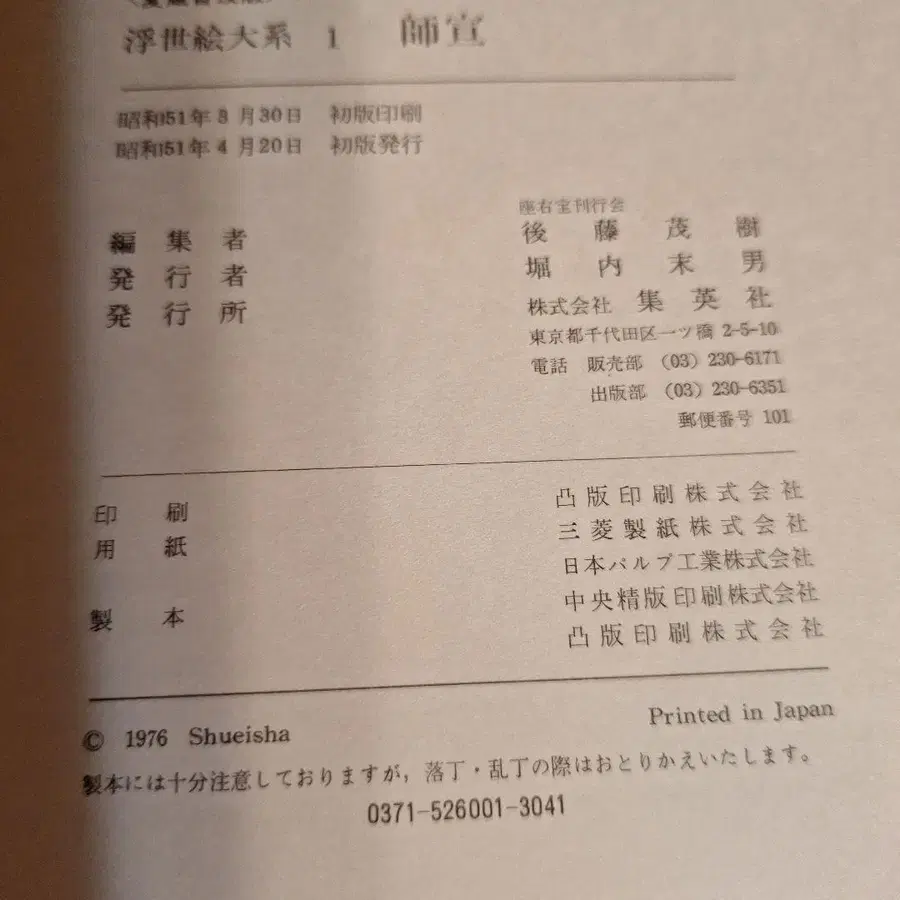 浮世絵大系 1 師宣
昭和51年3月30日 初版印刷
昭和51年4月20日 初版発行
座右宝刊行会
編集者 後藤茂樹
発行者 堀内末男
発行所 株式会社 集英社
東京都千代田区一ツ橋 2-5-10
電話 販売部 (03) 230-6171
出版部 (03) 230-6351
郵便番号 101
印刷 凸版印刷株式会社
用紙 三菱製紙株式会社
日本パルプ工業株式会社
製本 中央精版印刷株式会社
凸版印刷株式会社
© 1976 Shueisha Printed in Japan
製本には十分注意しておりますが，落丁・乱丁の際はおとりかえいたします。
0371-526001-3041